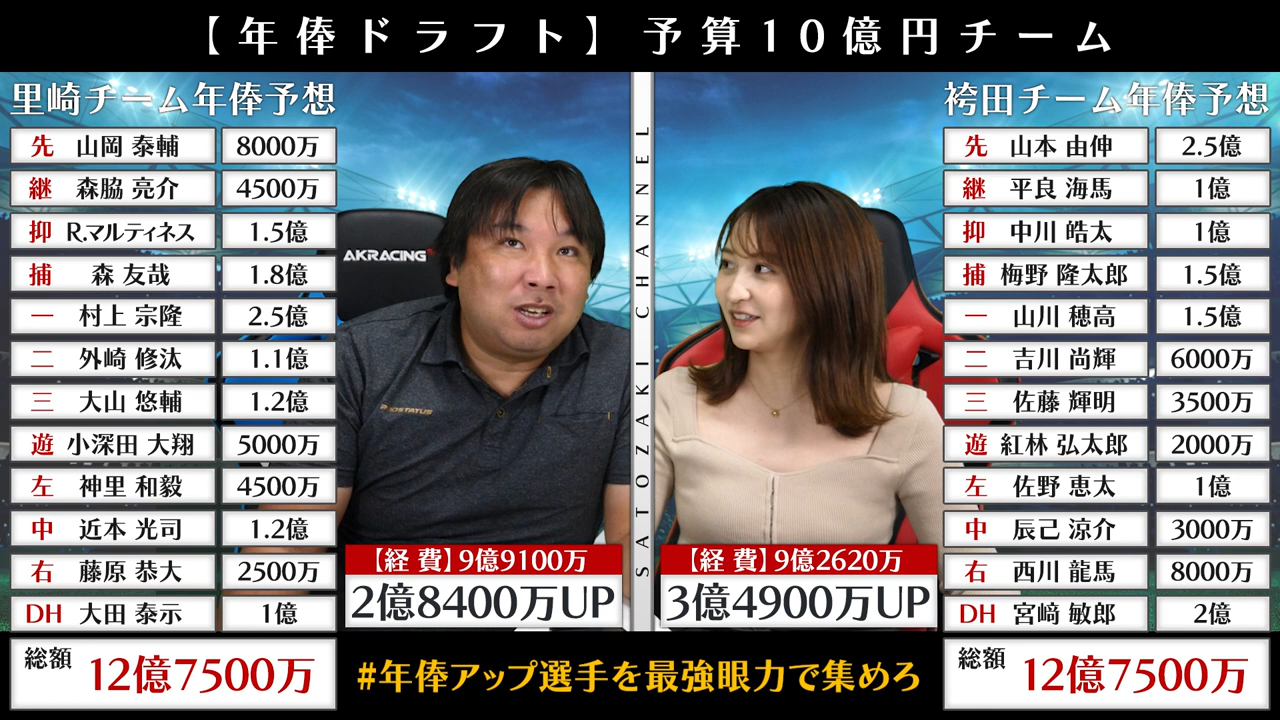 【年俸ドラフト】予算10億円チーム
里崎チーム年俸予想
先 山岡 泰輔 8000万
継 森脇 亮介 4500万
抑 R.マルティネス 1.5億
捕 森 友哉 1.8億
一 村上 宗隆 2.5億
二 外崎 修汰 1.1億
三 大山 悠輔 1.2億
遊 小深田 大翔 5000万
左 神里 和毅 4500万
中 近本 光司 1.2億
右 藤原 恭大 2500万
DH 大田 泰示 1億
総額 12億7500万
AKRACING
【経 費】9億9100万
2億8400万UP
SATOZAKI CHANNEL
【経 費】9億2620万
3億4900万UP
#年俸アップ選手を最強眼力で集めろ
袴田チーム年俸予想
先 山本 由伸 2.5億
継 平良 海馬 1億
抑 中川 皓太 1億
捕 梅野 隆太郎 1.5億
一 山川 穂高 1.5億
二 吉川 尚輝 6000万
三 佐藤 輝明 3500万
遊 紅林 弘太郎 2000万
左 佐野 恵太 1億
中 辰己 涼介 3000万
右 西川 龍馬 8000万
DH 宮﨑 敏郎 2億
総額 12億7500万